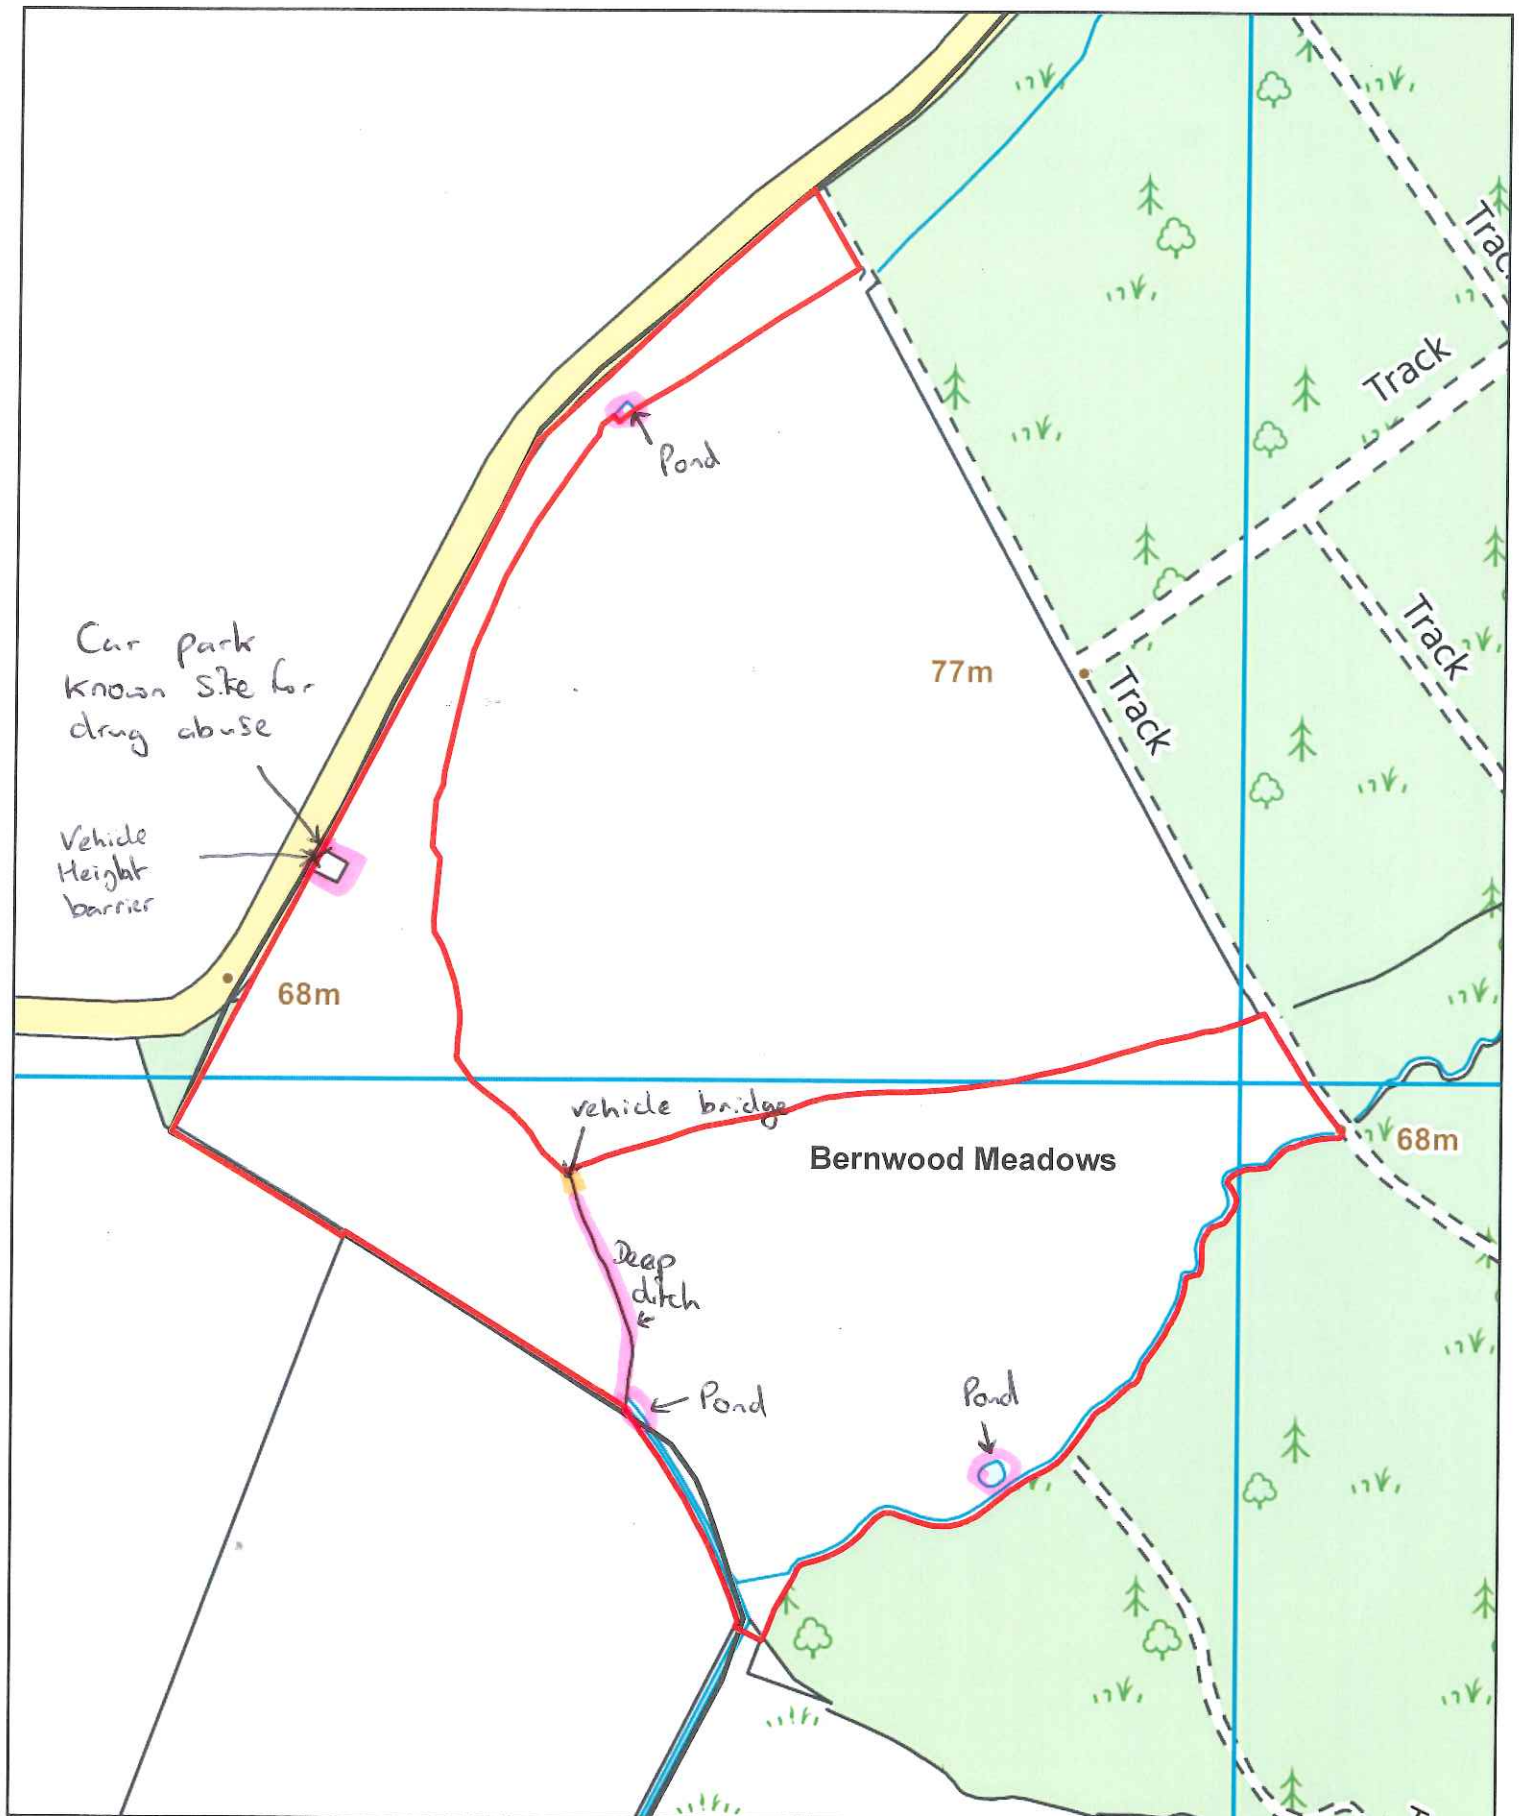 Trac
Track
Pond
Track
Car park
known site for
drug abuse
77m
Track
Vehicle
Height
barrier
68m
vehicle bridge
Bernwood Meadows
68m
Deep
ditch
Pond
Pond